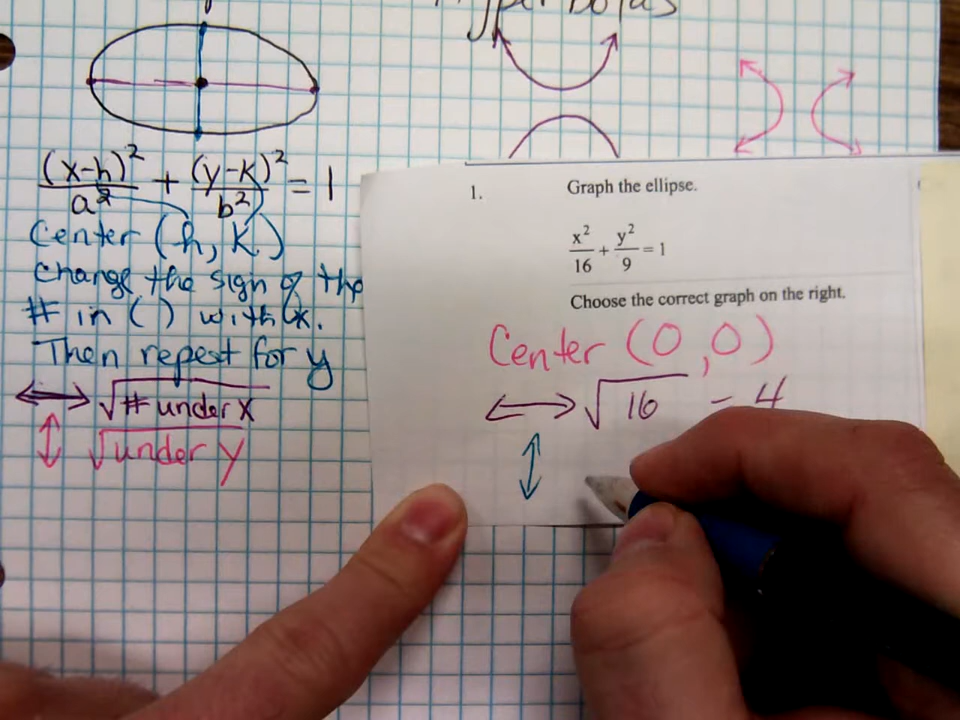 Hyperbolas
(x-h)² / a² + (y-k)² / b² = 1
Center (h, k)
change the sign of the
# in ( ) with x.
Then repeat for y
↔ √# under x
↕ √under y
1. Graph the ellipse.
x²/16 + y²/9 = 1
Choose the correct graph on the right.
Center (0, 0)
↔ √16 = 4
↕